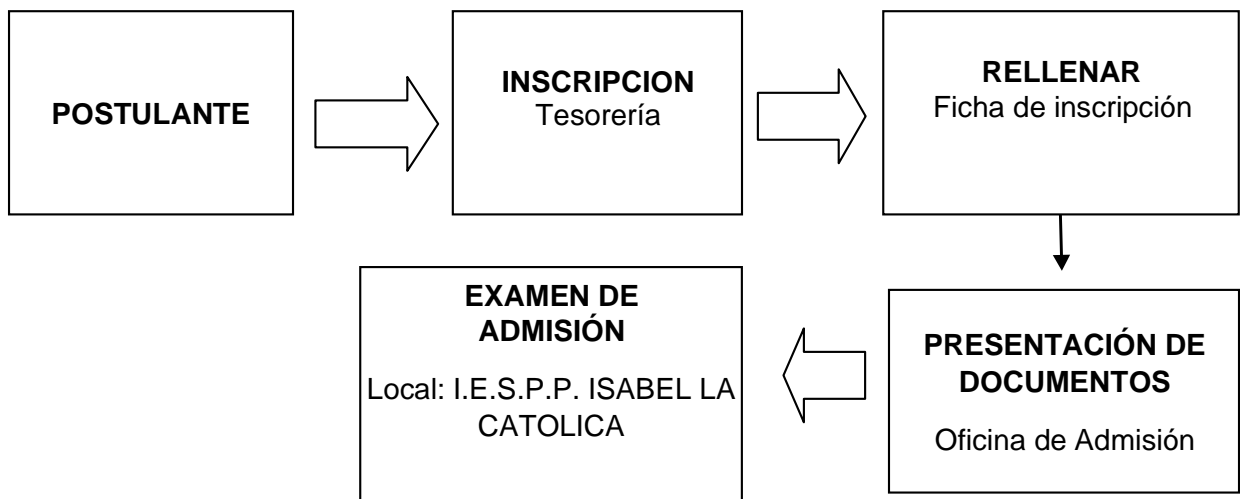 POSTULANTE
INSCRIPCION
Tesorería
RELLENAR
Ficha de inscripción
PRESENTACIÓN DE
DOCUMENTOS
Oficina de Admisión
EXAMEN DE
ADMISIÓN
Local: I.E.S.P.P. ISABEL LA
CATOLICA